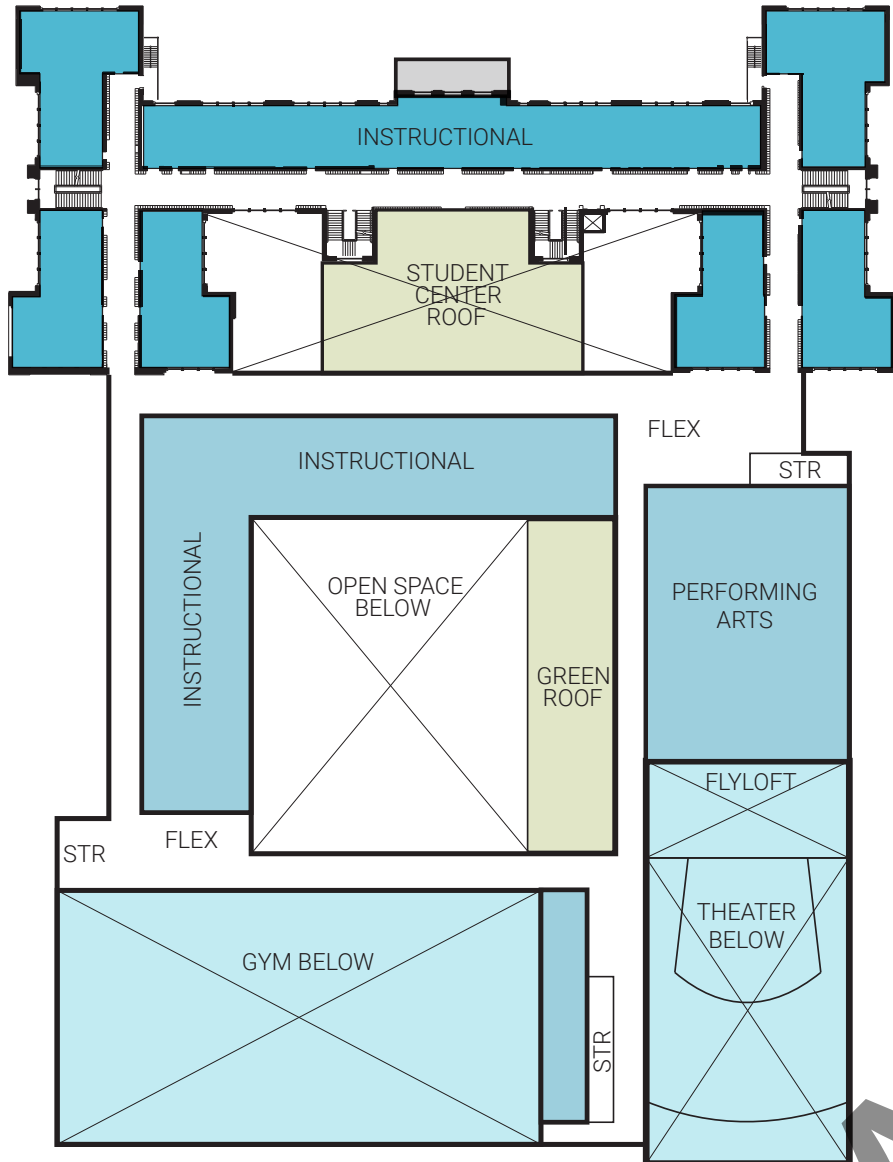 INSTRUCTIONAL
STUDENT
CENTER
ROOF
FLEX
INSTRUCTIONAL
STR
INSTRUCTIONAL
OPEN SPACE
BELOW
PERFORMING
ARTS
GREEN
ROOF
FLYLOFT
FLEX
STR
THEATER
BELOW
GYM BELOW
STR